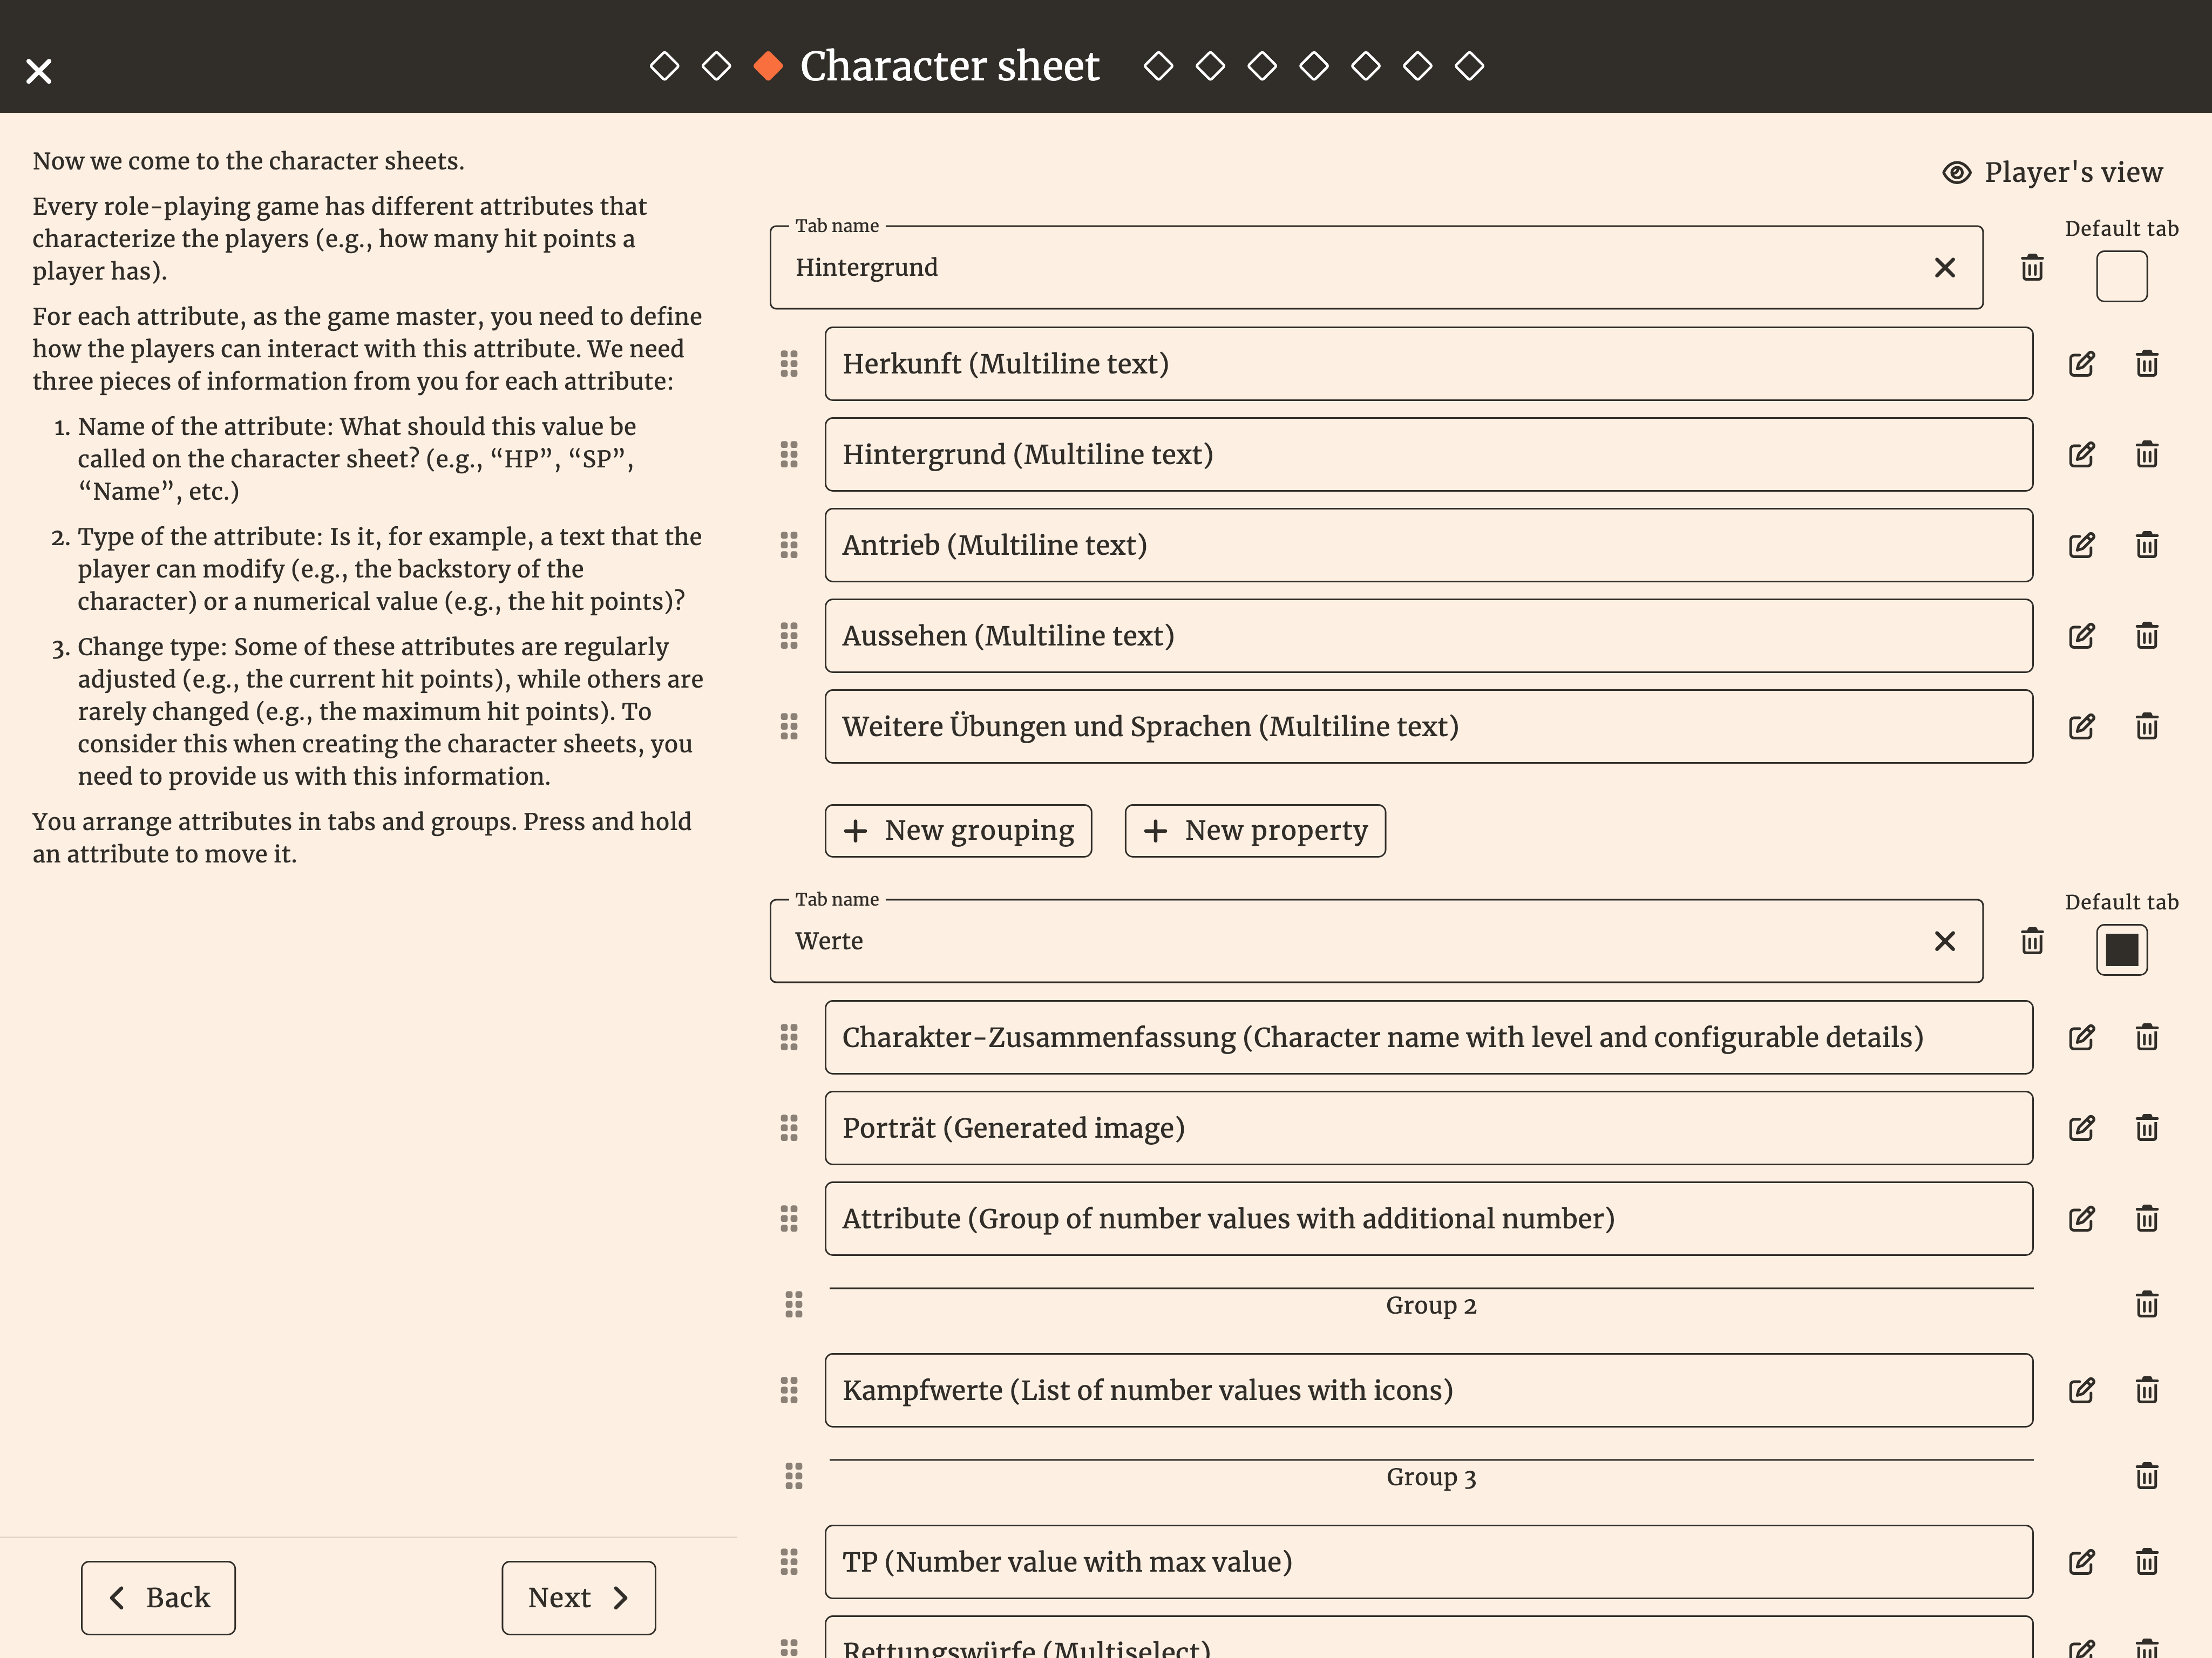 Character sheet
Now we come to the character sheets.
Every role-playing game has different attributes that
characterize the players (e.g., how many hit points a
player has).
For each attribute, as the game master, you need to define
how the players can interact with this attribute. We need
three pieces of information from you for each attribute:
1. Name of the attribute: What should this value be
called on the character sheet? (e.g., “HP”, “SP”,
“Name”, etc.)
2. Type of the attribute: Is it, for example, a text that the
player can modify (e.g., the backstory of the
character) or a numerical value (e.g., the hit points)?
3. Change type: Some of these attributes are regularly
adjusted (e.g., the current hit points), while others are
rarely changed (e.g., the maximum hit points). To
consider this when creating the character sheets, you
need to provide us with this information.
You arrange attributes in tabs and groups. Press and hold
an attribute to move it.
Back
Next
Player's view
Tab name
Default tab
Hintergrund
Herkunft (Multiline text)
Hintergrund (Multiline text)
Antrieb (Multiline text)
Aussehen (Multiline text)
Weitere Übungen und Sprachen (Multiline text)
New grouping
New property
Tab name
Default tab
Werte
Charakter-Zusammenfassung (Character name with level and configurable details)
Porträt (Generated image)
Attribute (Group of number values with additional number)
Group 2
Kampfwerte (List of number values with icons)
Group 3
TP (Number value with max value)
Rettungswürfe (Multiselect)